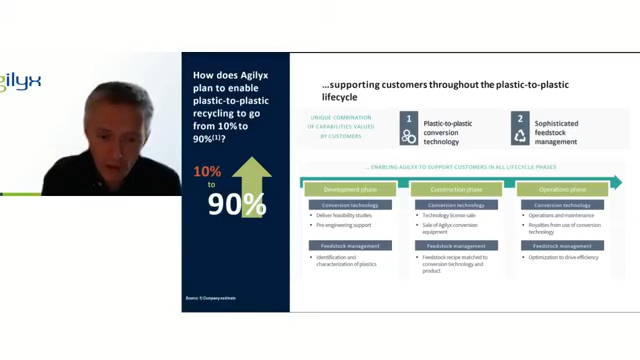 gilyx
How does Agilyx
plan to enable
plastic-to-plastic
recycling to go
from 10% to
90%(1)?
10%
to
90%
Source: 1) Company estimate
...supporting customers throughout the plastic-to-plastic
lifecycle
UNIQUE COMBINATION
OF CAPABILITIES VALUED
BY CUSTOMERS
1
Plastic-to-plastic
conversion
technology
2
Sophisticated
feedstock
management
... ENABLING AGILYX TO SUPPORT CUSTOMERS IN ALL LIFECYCLE PHASES
Development phase
Conversion technology
• Deliver feasibility studies
• Pre-engineering support
Feedstock management
• Identification and
characterization of plastics
Construction phase
Conversion technology
• Technology license sale
• Sale of Agilyx conversion
equipment
Feedstock management
• Feedstock recipe matched to
conversion technology and
product
Operations phase
Conversion technology
• Operations and maintenance
• Royalties from use of conversion
technology
Feedstock management
• Optimization to drive efficiency